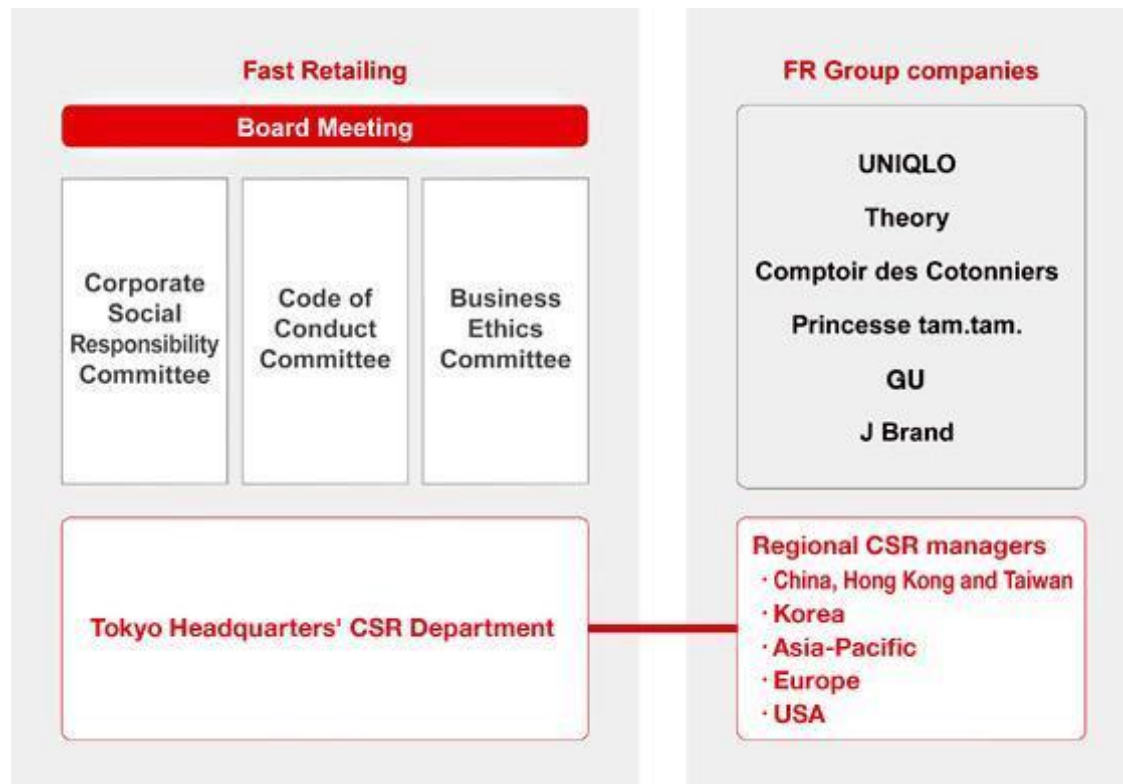 Fast Retailing
Board Meeting
Corporate
Social
Responsibility
Committee
Code of
Conduct
Committee
Business
Ethics
Committee
Tokyo Headquarters' CSR Department
FR Group companies
UNIQLO
Theory
Comptoir des Cotonniers
Princesse tam.tam.
GU
J Brand
Regional CSR managers
· China, Hong Kong and Taiwan
· Korea
· Asia-Pacific
· Europe
· USA